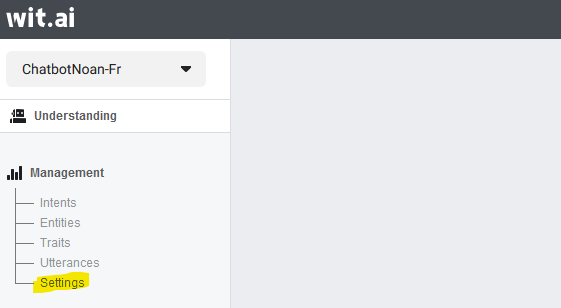 wit.ai
ChatbotNoan-Fr
Understanding
Management
Intents
Entities
Traits
Utterances
Settings